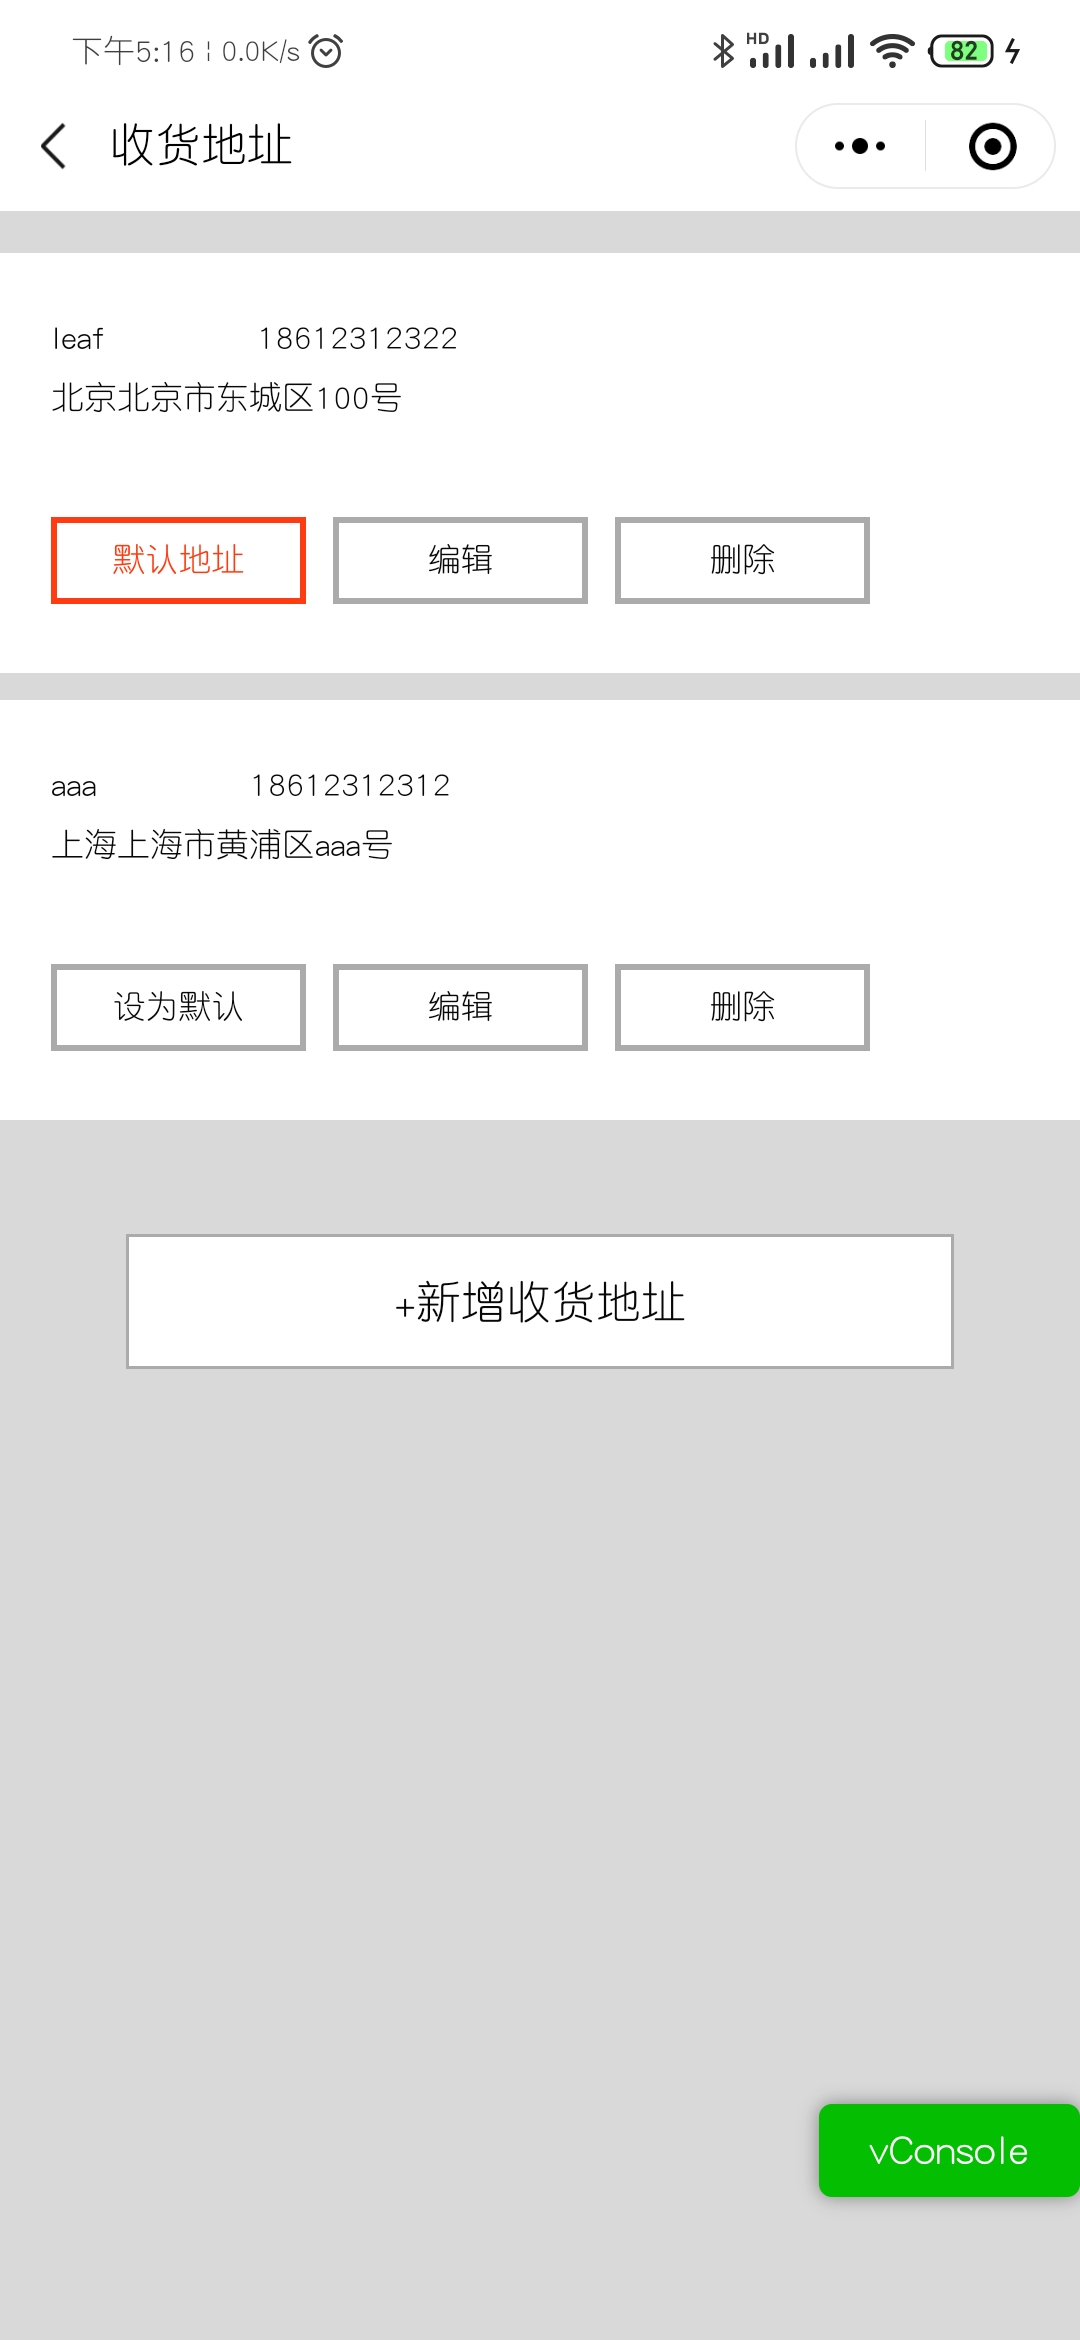 下午5:16 ¦ 0.0K/s HD 82
收货地址
leaf 18612312322
北京北京市东城区100号
默认地址 编辑 删除
aaa 18612312312
上海上海市黄浦区aaa号
设为默认 编辑 删除
+新增收货地址
vConsole